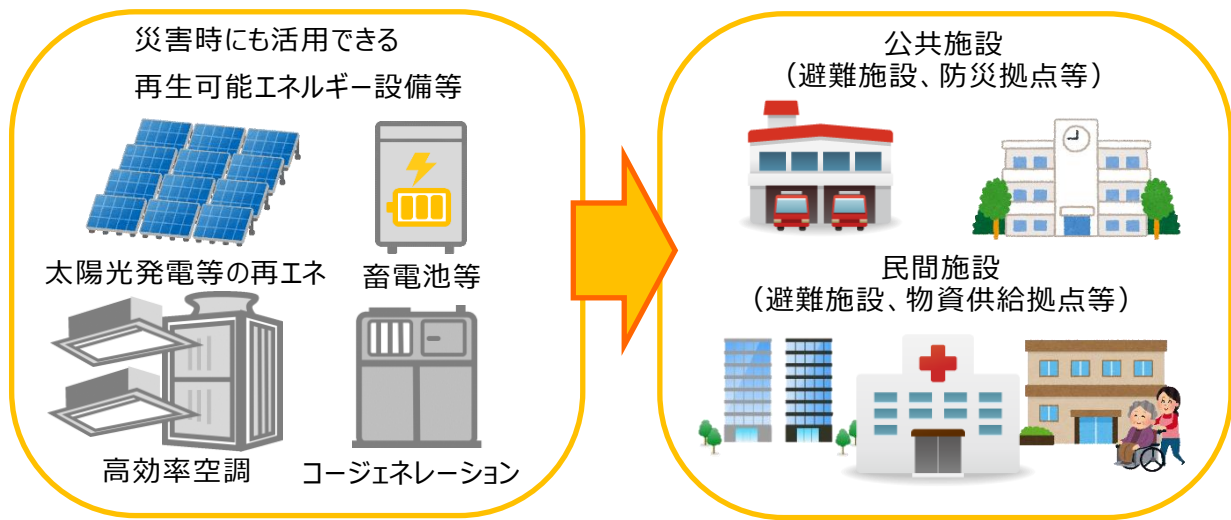 災害時にも活用できる
再生可能エネルギー設備等
太陽光発電等の再エネ
畜電池等
高効率空調
コージェネレーション
公共施設
（避難施設、防災拠点等）
民間施設
（避難施設、物資供給拠点等）